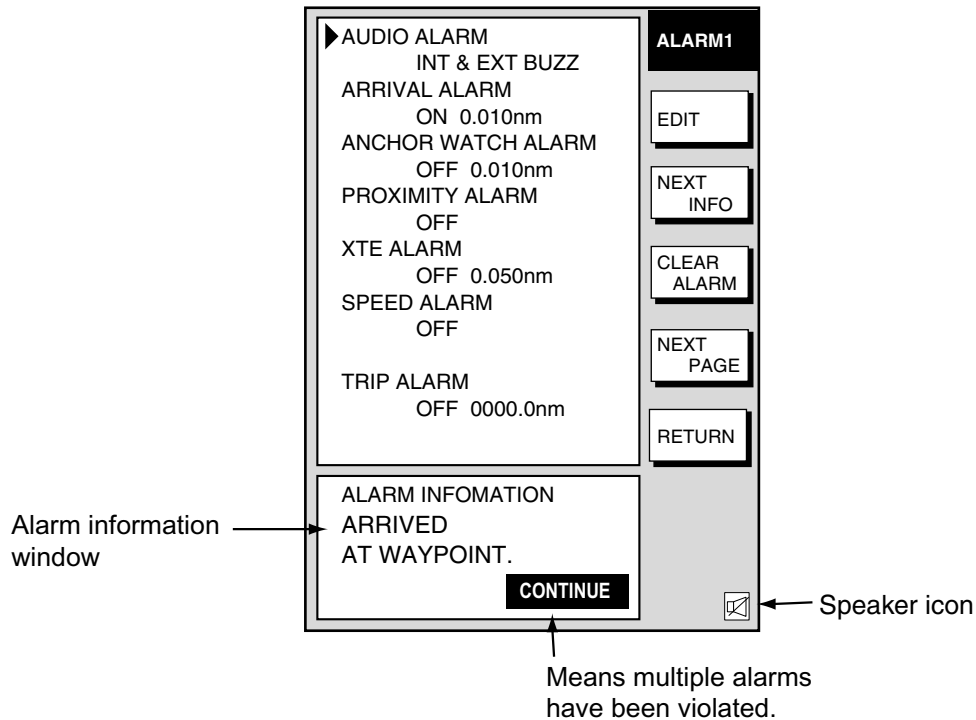 AUDIO ALARM
INT & EXT BUZZ
ARRIVAL ALARM
ON 0.010nm
ANCHOR WATCH ALARM
OFF 0.010nm
PROXIMITY ALARM
OFF
XTE ALARM
OFF 0.050nm
SPEED ALARM
OFF
TRIP ALARM
OFF 0000.0nm
ALARM1
EDIT
NEXT
INFO
CLEAR
ALARM
NEXT
PAGE
RETURN
ALARM INFOMATION
ARRIVED
AT WAYPOINT.
CONTINUE
Alarm information
window
Speaker icon
Means multiple alarms
have been violated.